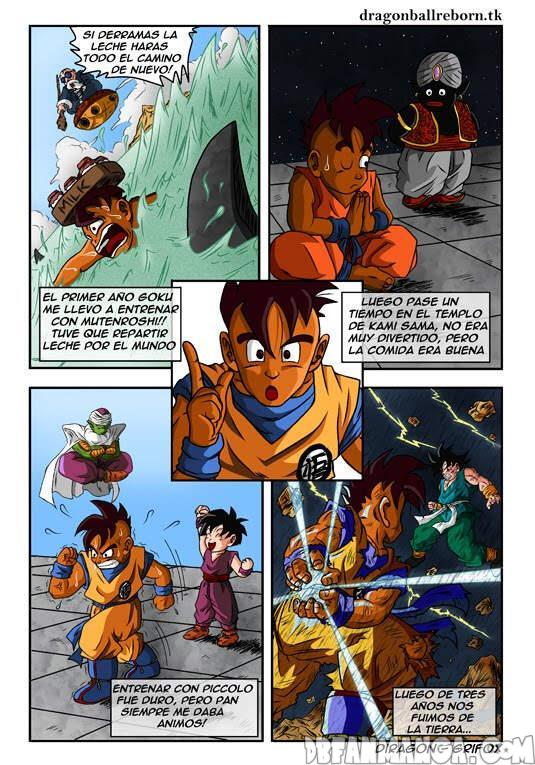 dragonballreborn.tk
SI DERRAMAS LA
LECHE HARAS
TODO EL CAMINO
DE NUEVO!
MILK
EL PRIMER AÑO GOKU
ME LLEVO A ENTRENAR
CON MUTENROSHI!!
TUVE QUE REPARTIR
LECHE POR EL MUNDO
LUEGO PASE UN
TIEMPO EN EL TEMPLO
DE KAMI SAMA, NO ERA
MUY DIVERTIDO, PERO
LA COMIDA ERA BUENA
悟
ENTRENAR CON PICCOLO
FUE DURO, PERO PAN
SIEMPRE ME DABA
ANIMOS!
LUEGO DE TRES
AÑOS NOS
FUIMOS DE
LA TIERRA...
DIRAGON GRIFOX
DBFANMANGA.COM